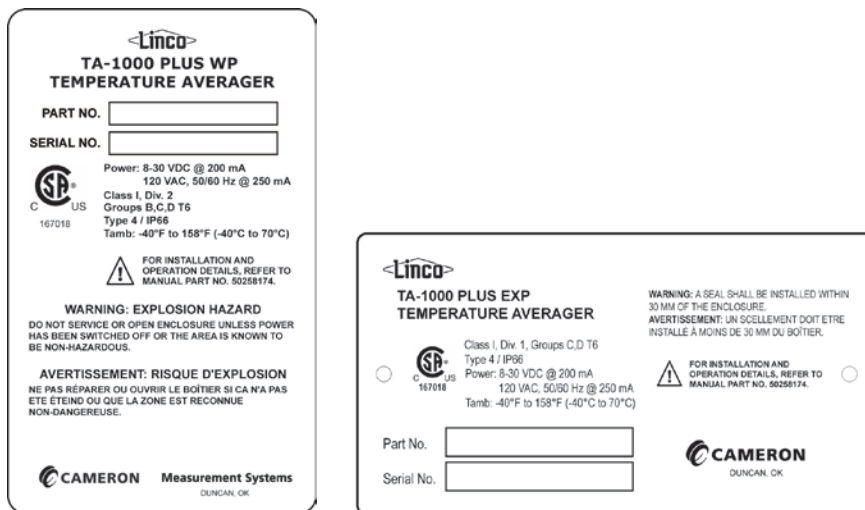 Linco
TA-1000 PLUS WP
TEMPERATURE AVERAGER
PART NO.
SERIAL NO.
SA®
C US
167018
Power: 8-30 VDC @ 200 mA
120 VAC, 50/60 Hz @ 250 mA
Class I, Div. 2
Groups B,C,D T6
Type 4 / IP66
Tamb: -40°F to 158°F (-40°C to 70°C)
FOR INSTALLATION AND
OPERATION DETAILS, REFER TO
MANUAL PART NO. 50258174.
WARNING: EXPLOSION HAZARD
DO NOT SERVICE OR OPEN ENCLOSURE UNLESS POWER
HAS BEEN SWITCHED OFF OR THE AREA IS KNOWN TO
BE NON-HAZARDOUS.
AVERTISSEMENT: RISQUE D'EXPLOSION
NE PAS RÉPARER OU OUVRIR LE BOÎTIER SI CA N'A PAS
ETE ÉTEIND OU QUE LA ZONE EST RECONNUE
NON-DANGEREUSE.
CAMERON
Measurement Systems
DUNCAN, OK
Linco
TA-1000 PLUS EXP
TEMPERATURE AVERAGER
SA®
C US
167018
Class I, Div. 1, Groups C,D T6
Type 4 / IP66
Power: 8-30 VDC @ 200 mA
120 VAC, 50/60 Hz @ 250 mA
Tamb: -40°F to 158°F (-40°C to 70°C)
Part No.
Serial No.
WARNING: A SEAL SHALL BE INSTALLED WITHIN
30 MM OF THE ENCLOSURE.
AVERTISSEMENT: UN SCELLEMENT DOIT ETRE
INSTALLÉ À MOINS DE 30 MM DU BOÎTIER.
FOR INSTALLATION AND
OPERATION DETAILS, REFER TO
MANUAL PART NO. 50258174.
CAMERON
DUNCAN, OK